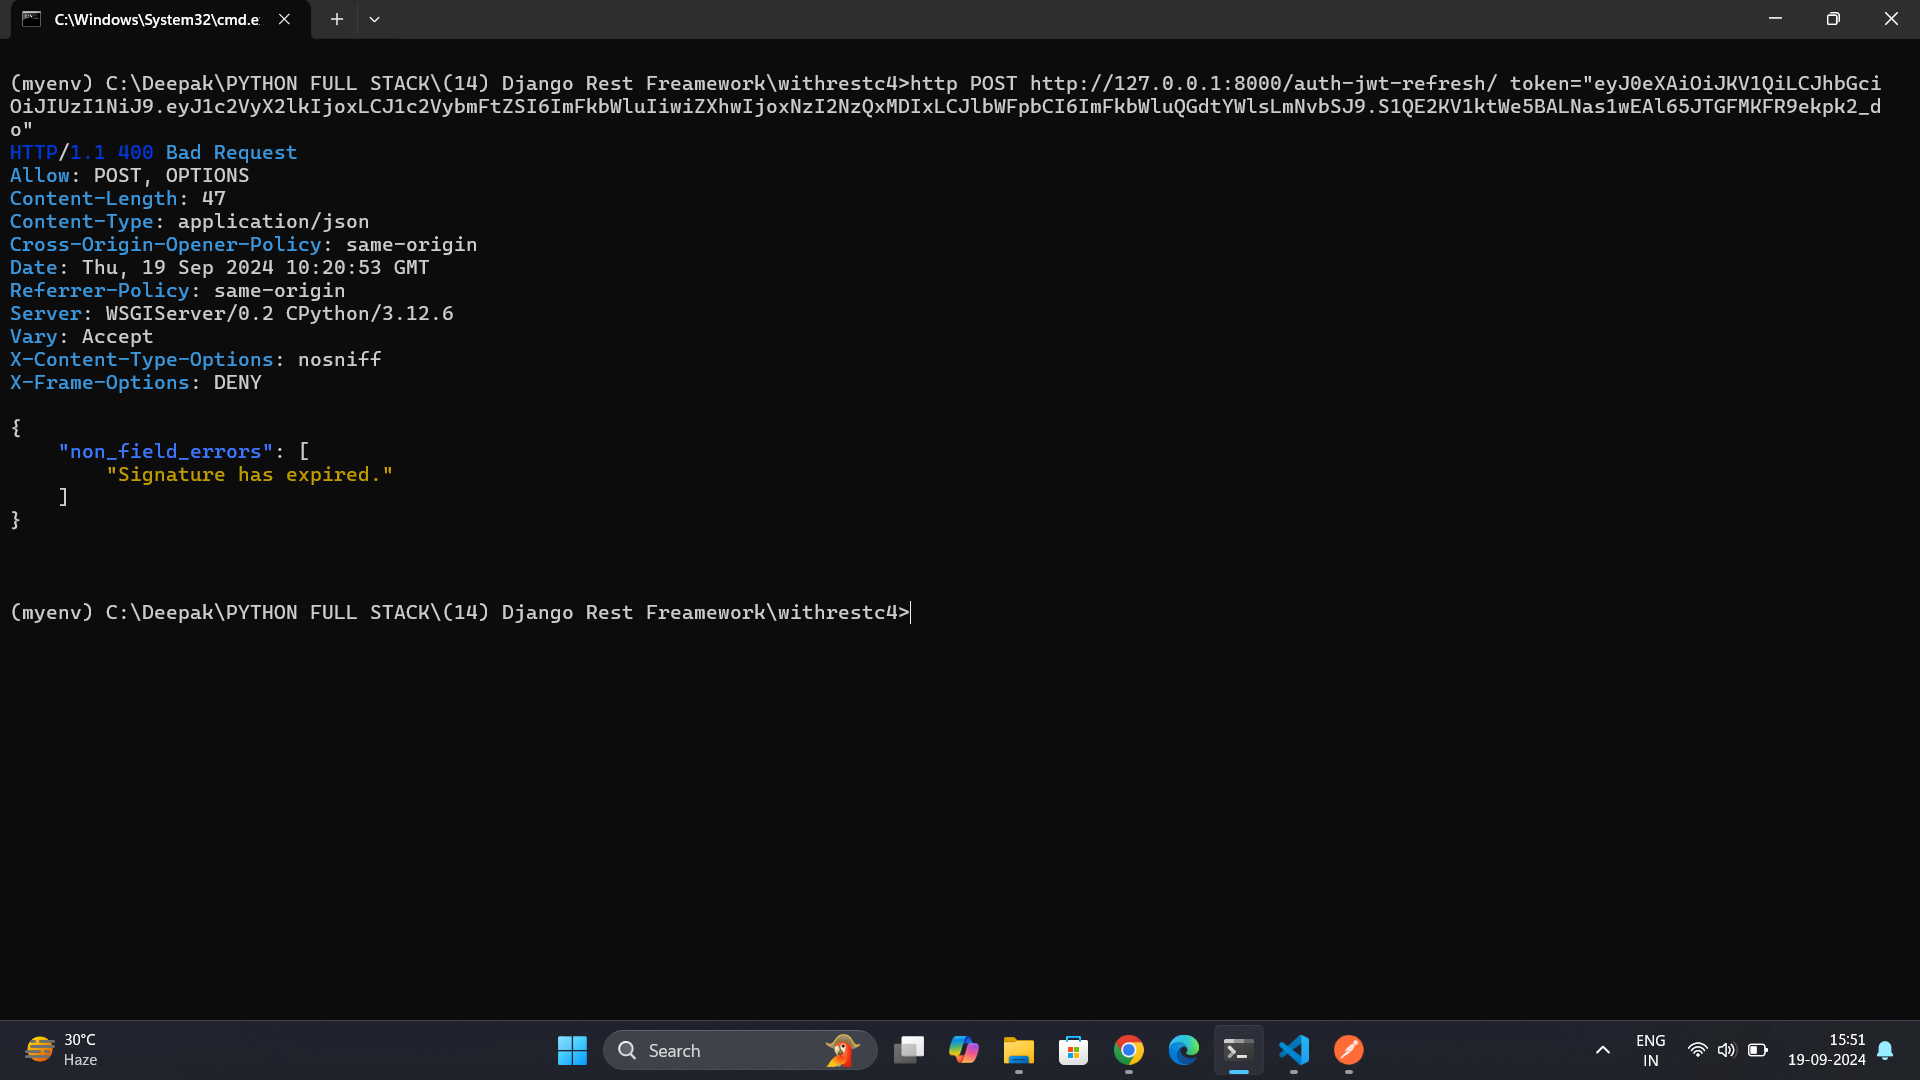 C:\Windows\System32\cmd.e
(myenv) C:\Deepak\PYTHON FULL STACK\(14) Django Rest Freamework\withrestc4>http POST http://127.0.0.1:8000/auth-jwt-refresh/ token="eyJ0eXAiOiJKV1QiLCJhbGci
OiJIUzI1NiJ9.eyJ1c2VyX2lkIjoxLCJ1c2VybmFtZSI6ImFkbWluIiwiZXhwIjoxNzI2NzQxMDIxLCJlbWFpbCI6ImFkbWluQGdtYWlsLmNvbSJ9.S1QE2KV1ktWe5BALNas1wEAl65JTGFMKFR9ekpk2_d
o"
HTTP/1.1 400 Bad Request
Allow: POST, OPTIONS
Content-Length: 47
Content-Type: application/json
Cross-Origin-Opener-Policy: same-origin
Date: Thu, 19 Sep 2024 10:20:53 GMT
Referrer-Policy: same-origin
Server: WSGIServer/0.2 CPython/3.12.6
Vary: Accept
X-Content-Type-Options: nosniff
X-Frame-Options: DENY
{
    "non_field_errors": [
        "Signature has expired."
    ]
}
(myenv) C:\Deepak\PYTHON FULL STACK\(14) Django Rest Freamework\withrestc4>
30°C
Haze
Search
ENG
IN
15:51
19-09-2024